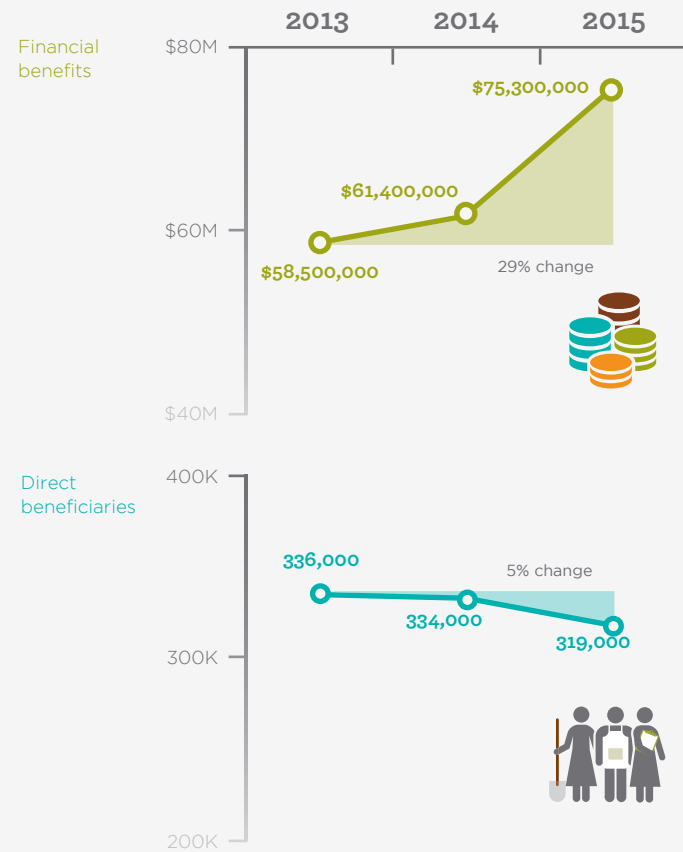 2013 2014 2015
Financial
benefits
$80M
$75,300,000
$61,400,000
$60M
$58,500,000
29% change
$40M
Direct
beneficiaries
400K
336,000
5% change
334,000
319,000
300K
200K